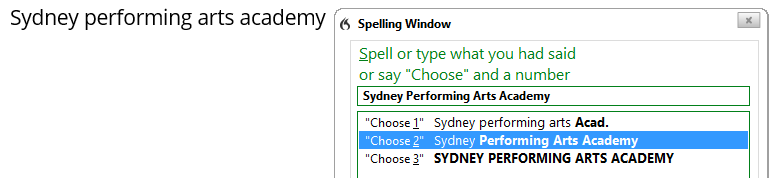 Sydney performing arts academy
Spelling Window
Spell or type what you had said
or say "Choose" and a number
Sydney Performing Arts Academy
"Choose 1" Sydney performing arts Acad.
"Choose 2" Sydney Performing Arts Academy
"Choose 3" SYDNEY PERFORMING ARTS ACADEMY